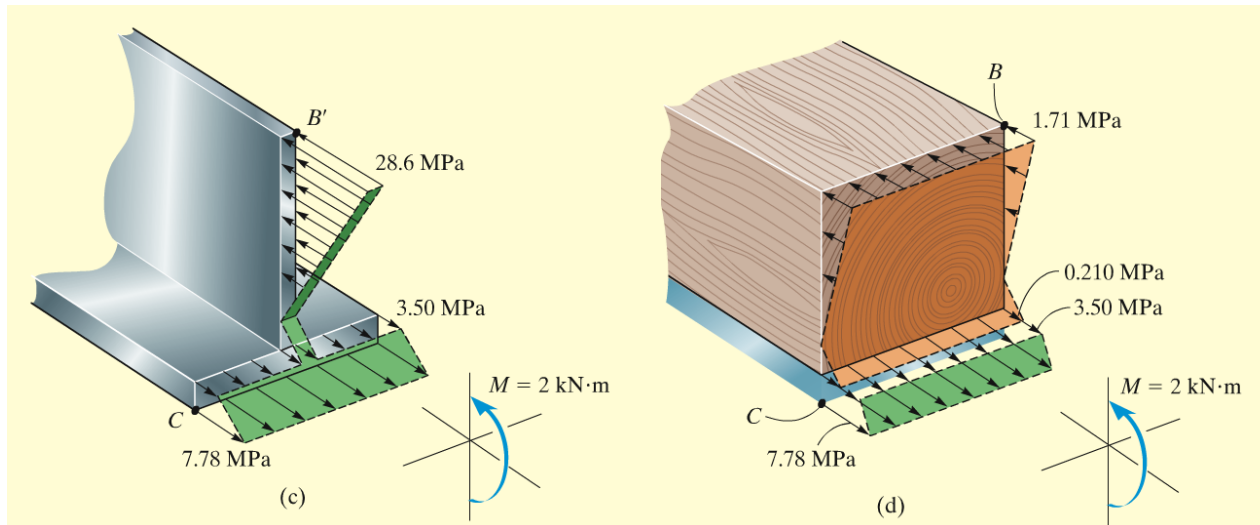 B′
28.6 MPa
3.50 MPa
M = 2 kN·m
C
7.78 MPa
(c)
B
1.71 MPa
0.210 MPa
3.50 MPa
M = 2 kN·m
C
7.78 MPa
(d)